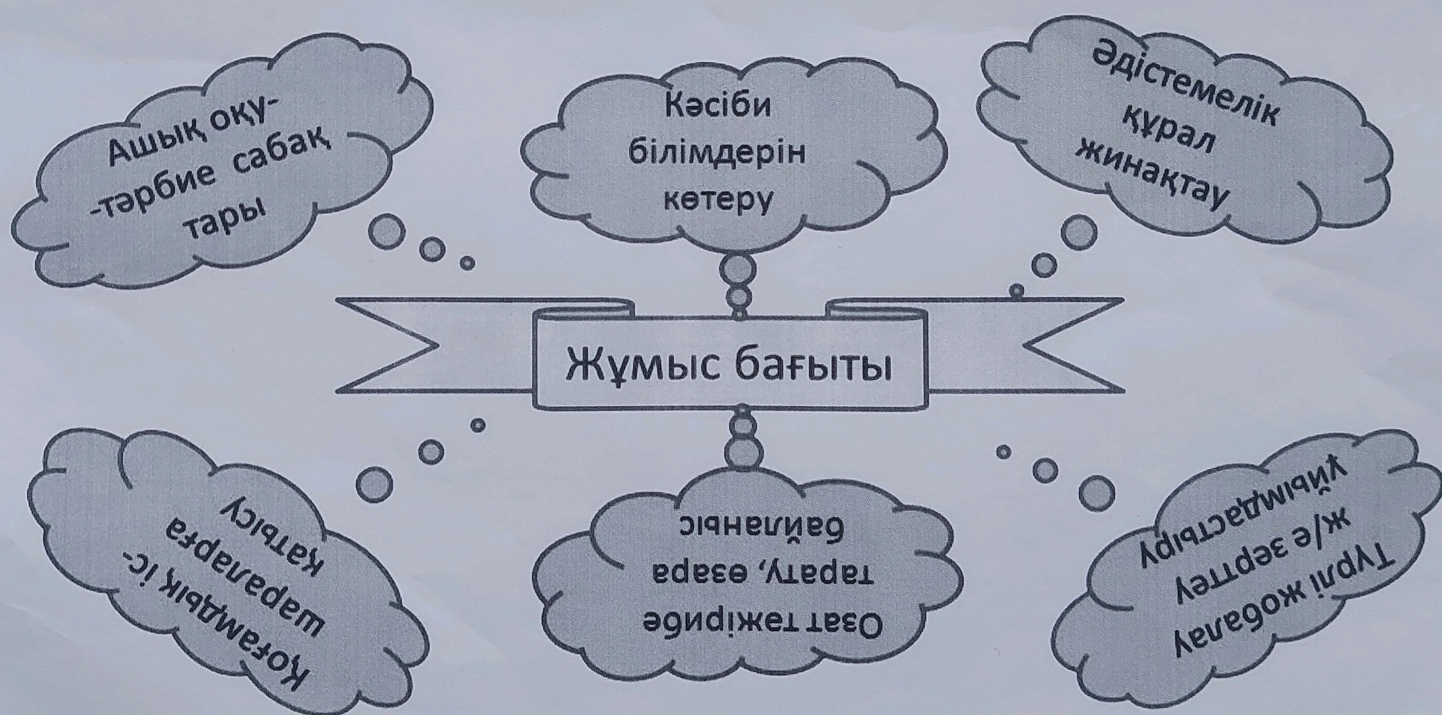 Ашық оқу-
-тәрбие сабақ
тары
Кәсіби
білімдерін
көтеру
Әдістемелік
құрал
жинақтау
Жұмыс бағыты
Қоғамдық іс-
шараларға
қатысу
Озат тәжірибе
тарату, өзара
байланыс
Түрлі жобалау
ж/е зерттеу
ұйымдастыру